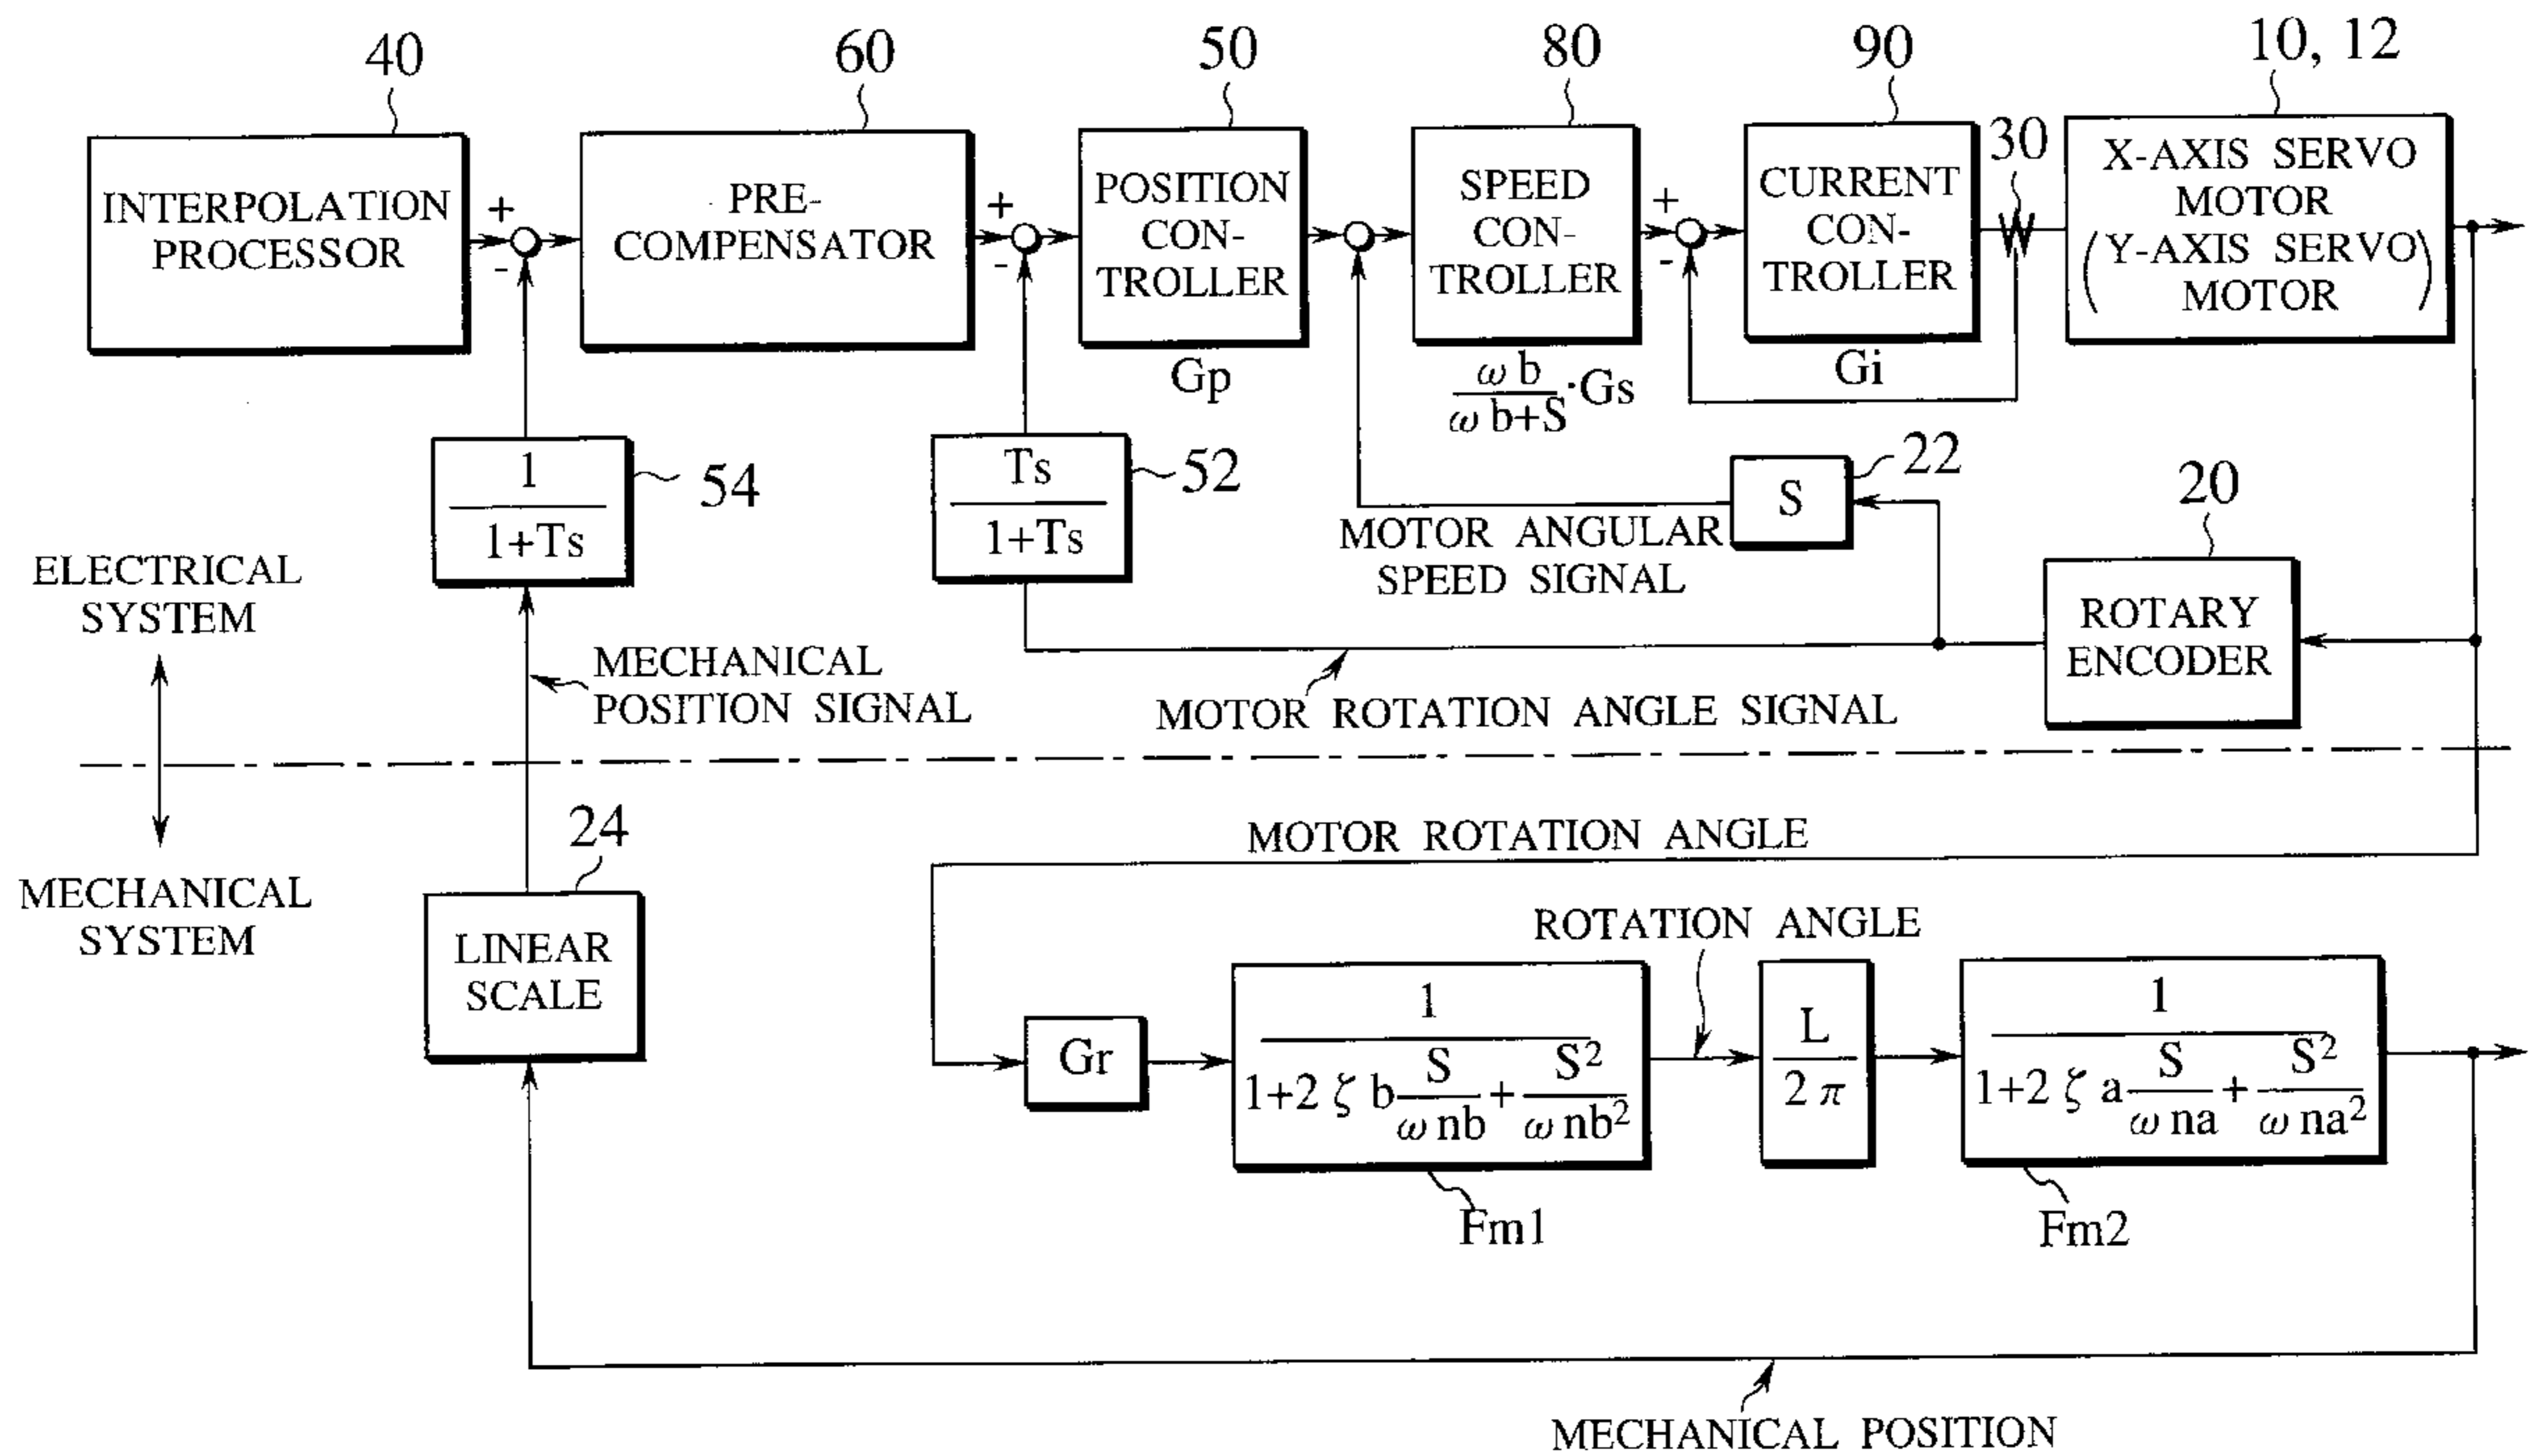 40
60
50
80
90
10, 12
30
INTERPOLATION
PROCESSOR
+
-
PRE-
COMPENSATOR
+
-
POSITION
CON-
TROLLER
Gp
SPEED
CON-
TROLLER
ω b
ω b+S
·Gs
+
-
CURRENT
CON-
TROLLER
Gi
X-AXIS SERVO
MOTOR
(Y-AXIS SERVO
MOTOR)
1
1+Ts
54
Ts
1+Ts
52
S
22
20
MOTOR ANGULAR
SPEED SIGNAL
ROTARY
ENCODER
ELECTRICAL
SYSTEM
MECHANICAL
POSITION SIGNAL
MOTOR ROTATION ANGLE SIGNAL
MECHANICAL
SYSTEM
24
LINEAR
SCALE
MOTOR ROTATION ANGLE
ROTATION ANGLE
Gr
1
1+2 ζ b S/ω nb + S²/ω nb²
Fm1
L
2 π
1
1+2 ζ a S/ω na + S²/ω na²
Fm2
MECHANICAL POSITION